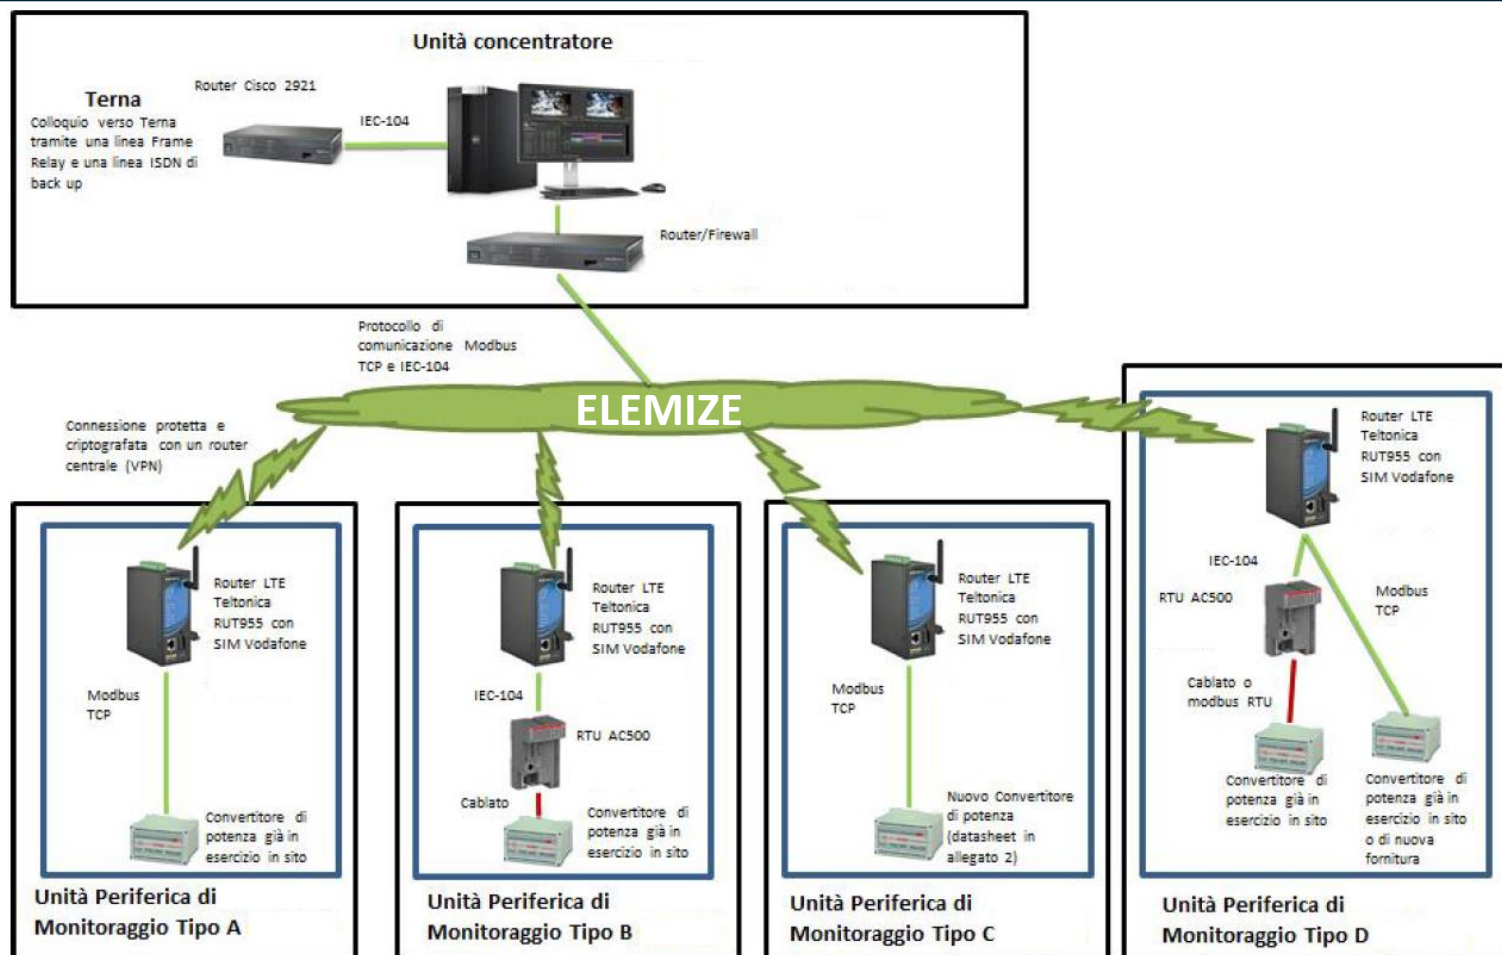 Unità concentratore
Router Cisco 2921
Terna
Colloquio verso Terna
tramite una linea Frame
Relay e una linea ISDN di
back up
IEC-104
Router/Firewall
Protocollo di
comunicazione Modbus
TCP e IEC-104
ELEMIZE
Connessione protetta e
criptografata con un router
centrale (VPN)
Router LTE
Teltonica
RUT955 con
SIM Vodafone
Modbus
TCP
Convertitore di
potenza già in
esercizio in sito
Unità Periferica di
Monitoraggio Tipo A
Router LTE
Teltonica
RUT955 con
SIM Vodafone
IEC-104
RTU AC500
Cablato
Convertitore di
potenza già in
esercizio in sito
Unità Periferica di
Monitoraggio Tipo B
Router LTE
Teltonica
RUT955 con
SIM Vodafone
Modbus
TCP
Nuovo Convertitore
di potenza
(datasheet in
allegato 2)
Unità Periferica di
Monitoraggio Tipo C
Router LTE
Teltonica
RUT955 con
SIM Vodafone
IEC-104
RTU AC500
Modbus
TCP
Cablato o
modbus RTU
Convertitore di
potenza già in
esercizio in sito
Convertitore di
potenza già in
esercizio in sito
o di nuova
fornitura
Unità Periferica di
Monitoraggio Tipo D